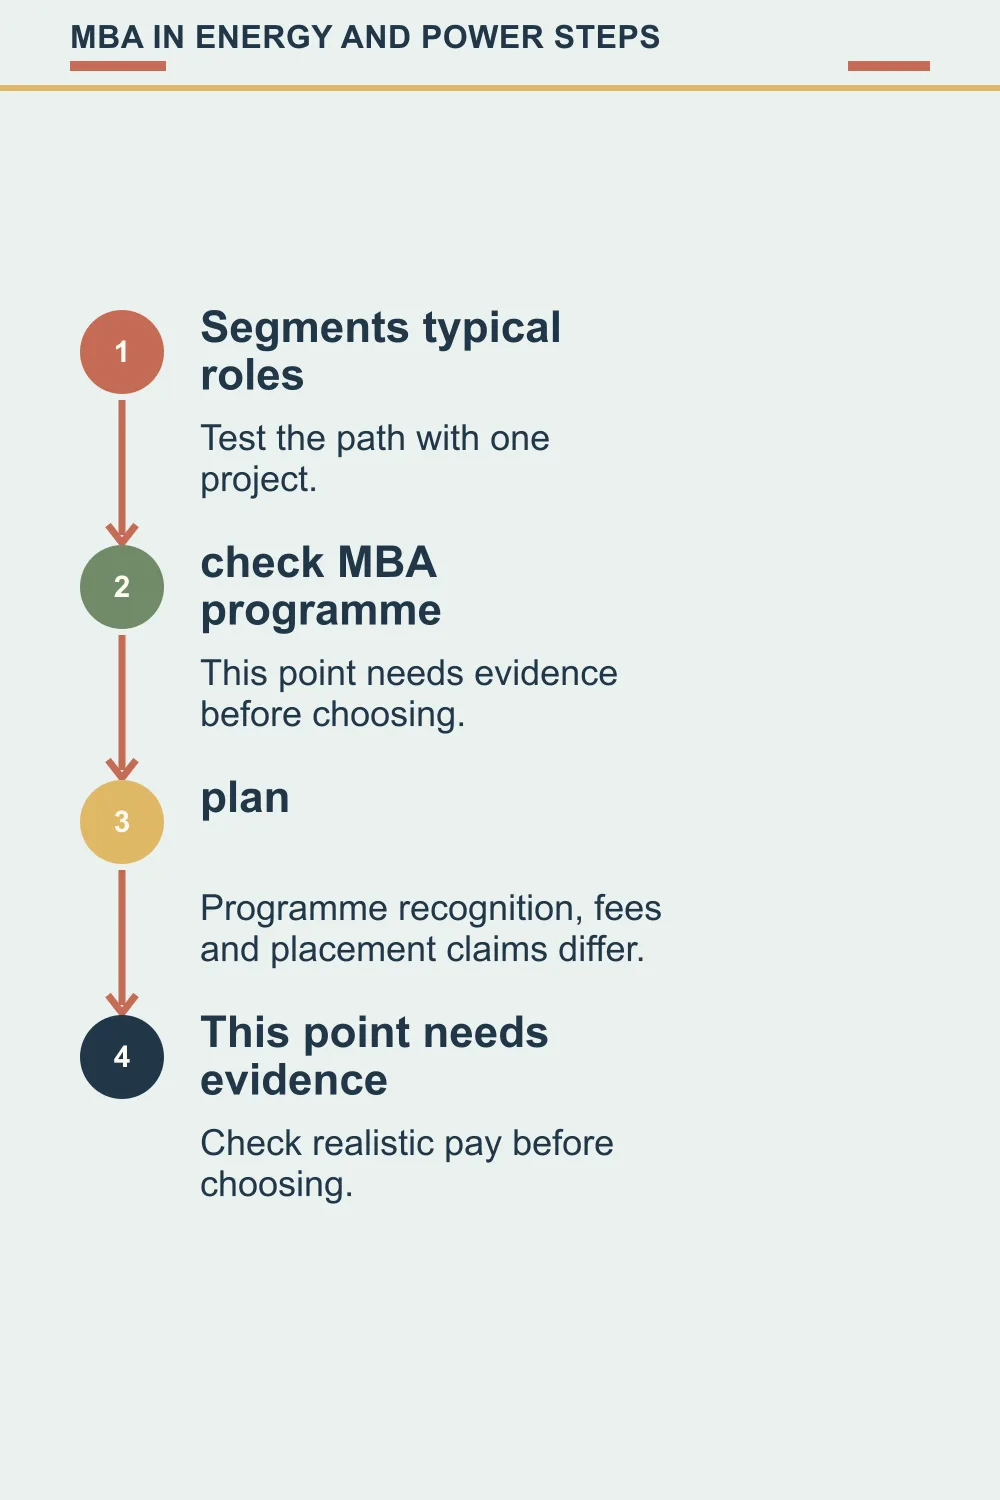 MBA IN ENERGY AND POWER STEPS
1
Segments typical
roles
Test the path with one
project.
2
check MBA
programme
This point needs evidence
before choosing.
3
plan
Programme recognition, fees
and placement claims differ.
4
This point needs
evidence
Check realistic pay before
choosing.